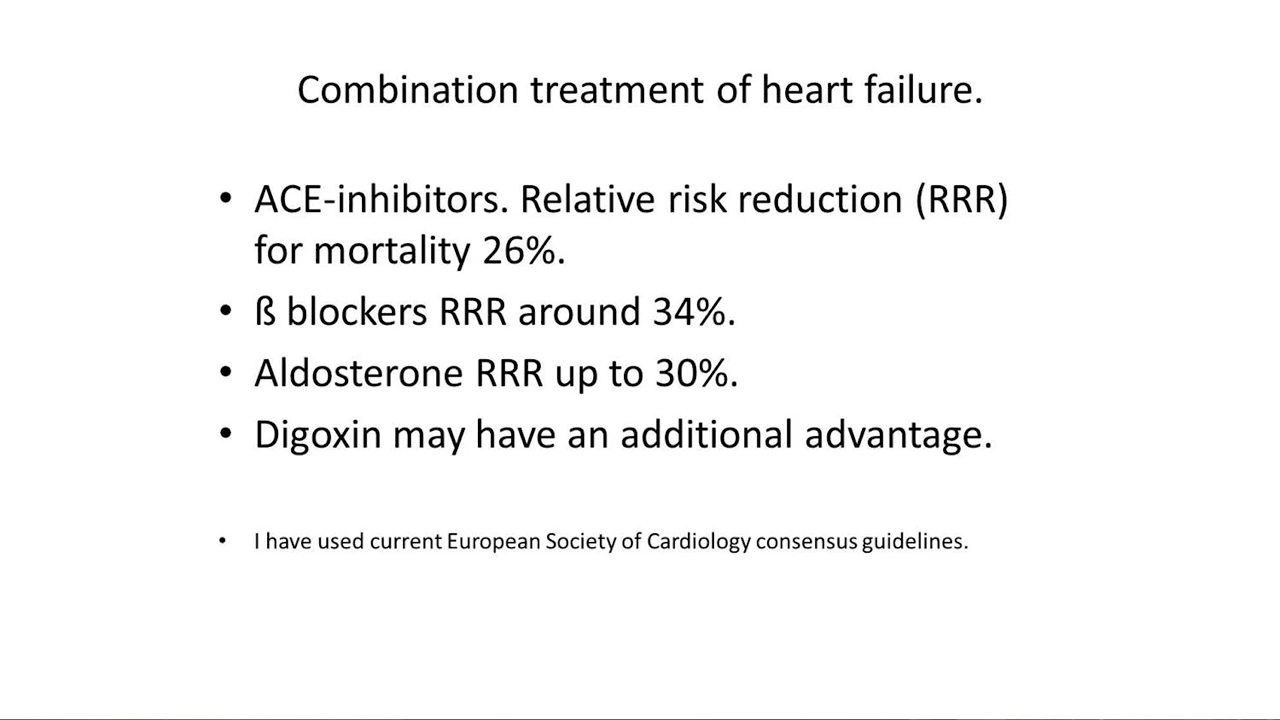 Combination treatment of heart failure.
• ACE-inhibitors. Relative risk reduction (RRR)
for mortality 26%.
• ß blockers RRR around 34%.
• Aldosterone RRR up to 30%.
• Digoxin may have an additional advantage.
• I have used current European Society of Cardiology consensus guidelines.